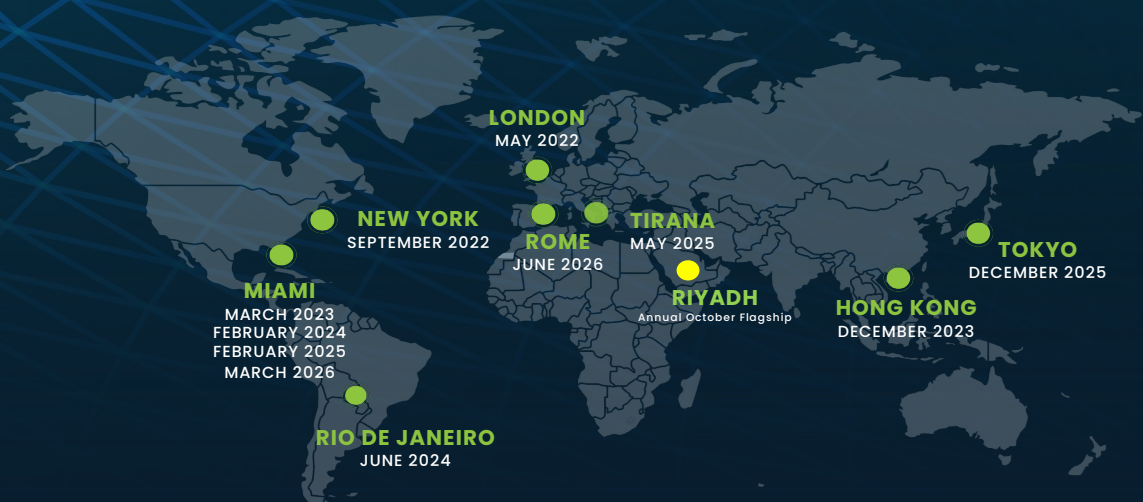 LONDON
MAY 2022
NEW YORK
SEPTEMBER 2022
ROME
JUNE 2026
TIRANA
MAY 2025
TOKYO
DECEMBER 2025
MIAMI
MARCH 2023
FEBRUARY 2024
FEBRUARY 2025
MARCH 2026
RIYADH
Annual October Flagship
HONG KONG
DECEMBER 2023
RIO DE JANEIRO
JUNE 2024